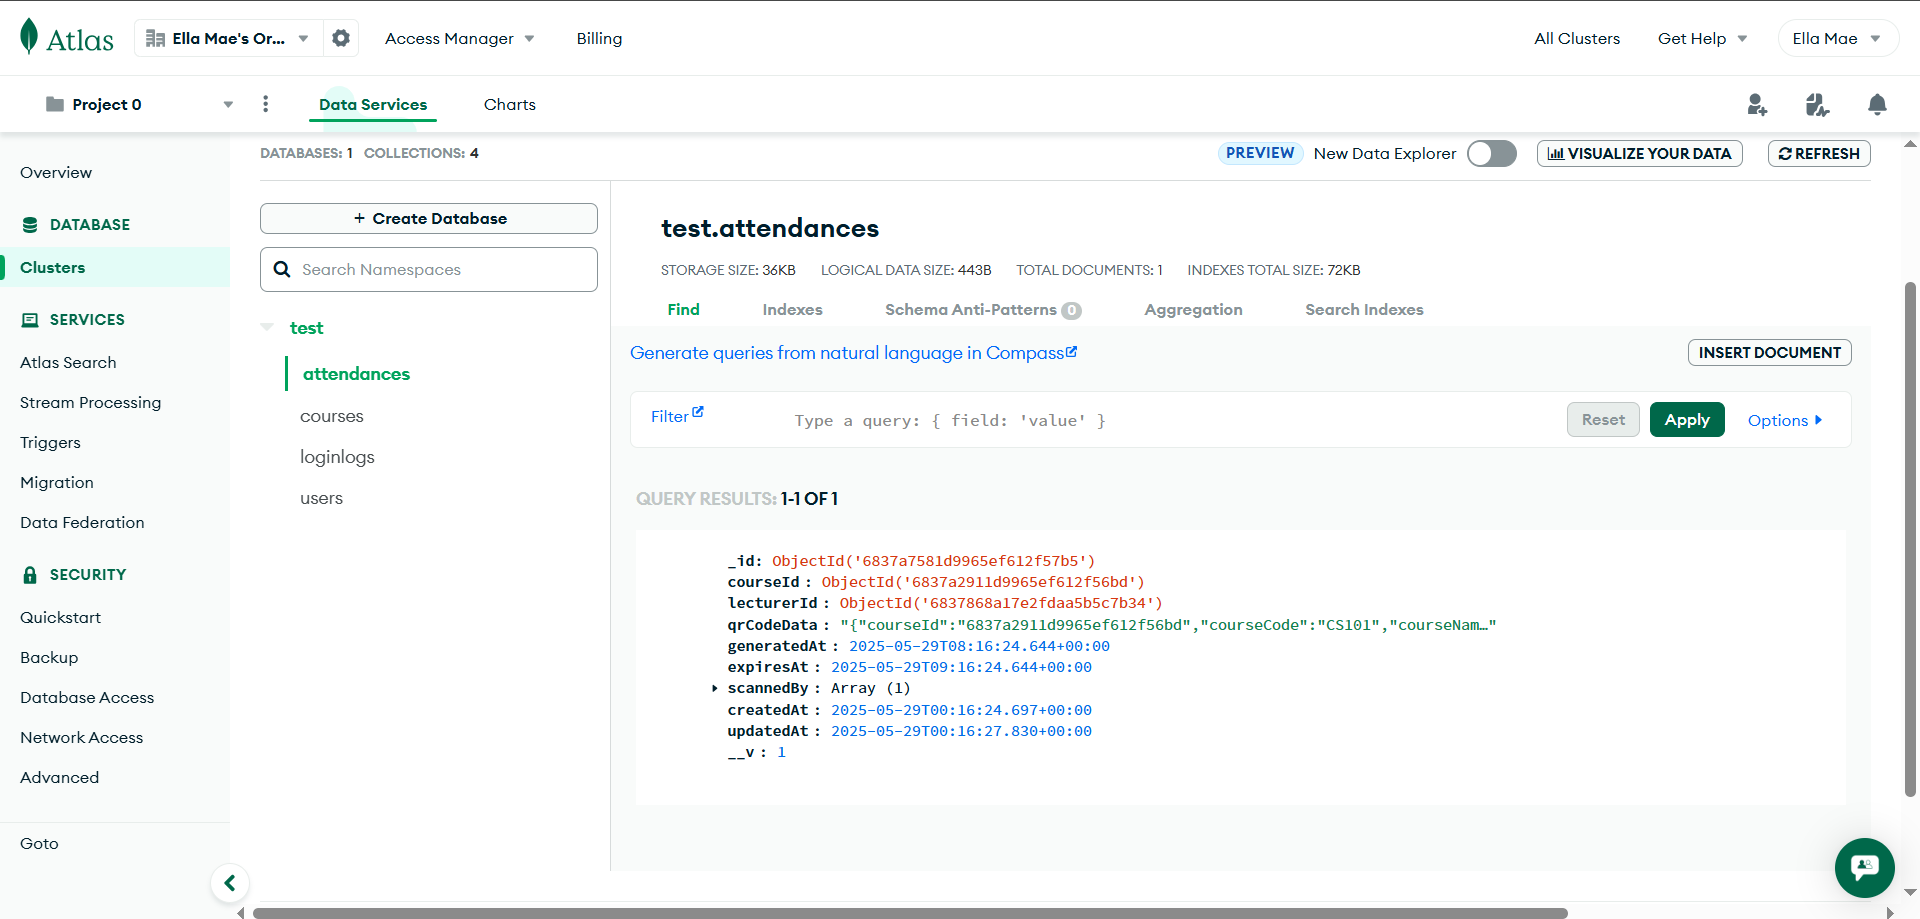 Atlas
Ella Mae's Or...
Access Manager
Billing
All Clusters
Get Help
Ella Mae
Project 0
Data Services
Charts
Overview
DATABASE
Clusters
SERVICES
Atlas Search
Stream Processing
Triggers
Migration
Data Federation
SECURITY
Quickstart
Backup
Database Access
Network Access
Advanced
Goto
DATABASES: 1 COLLECTIONS: 4
PREVIEW New Data Explorer
VISUALIZE YOUR DATA
REFRESH
+ Create Database
Search Namespaces
test
attendances
courses
loginlogs
users
test.attendances
STORAGE SIZE: 36KB LOGICAL DATA SIZE: 443B TOTAL DOCUMENTS: 1 INDEXES TOTAL SIZE: 72KB
Find Indexes Schema Anti-Patterns 0 Aggregation Search Indexes
Generate queries from natural language in Compass
INSERT DOCUMENT
Filter
Type a query: { field: 'value' }
Reset
Apply
Options
QUERY RESULTS: 1-1 OF 1
_id: ObjectId('6837a7581d9965ef612f57b5')
courseId : ObjectId('6837a2911d9965ef612f56bd')
lecturerId : ObjectId('6837868a17e2fdaa5b5c7b34')
qrCodeData : "{"courseId":"6837a2911d9965ef612f56bd","courseCode":"CS101","courseNam…"
generatedAt : 2025-05-29T08:16:24.644+00:00
expiresAt : 2025-05-29T09:16:24.644+00:00
scannedBy : Array (1)
createdAt : 2025-05-29T00:16:24.697+00:00
updatedAt : 2025-05-29T00:16:27.830+00:00
__v : 1